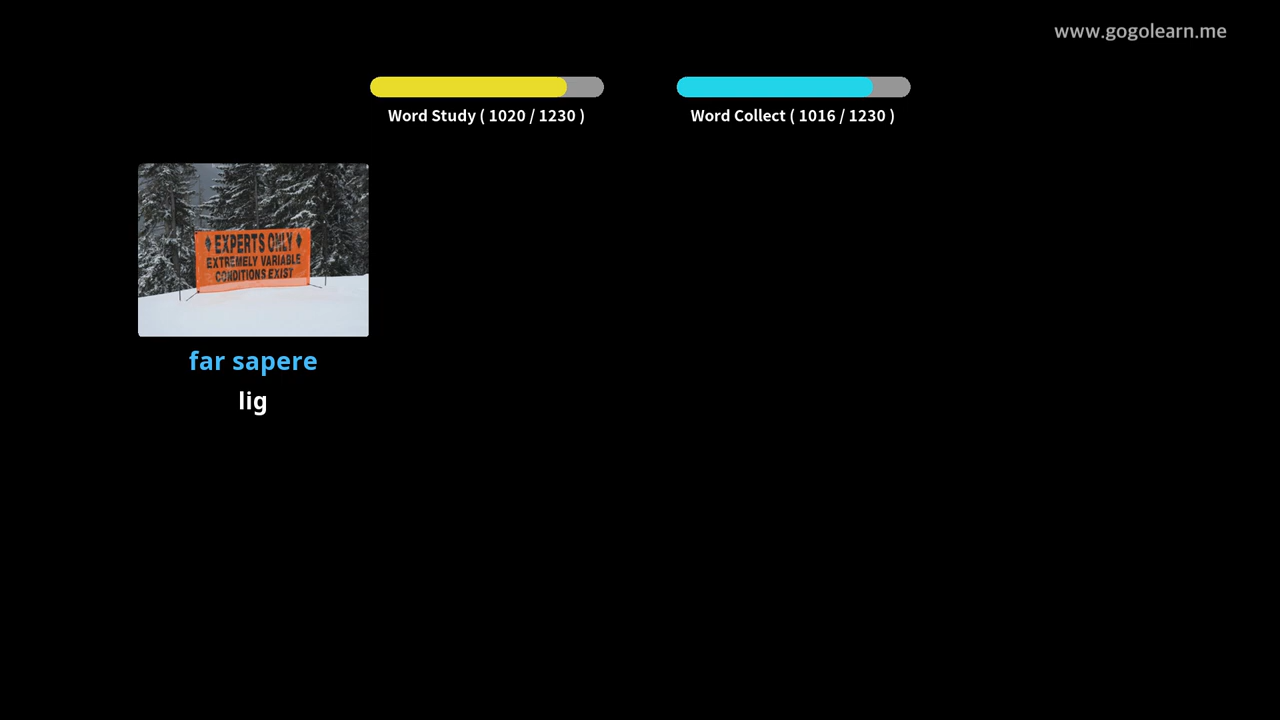 www.gogolearn.me
Word Study ( 1020 / 1230 )
Word Collect ( 1016 / 1230 )
EXPERTS ONLY
EXTREMELY VARIABLE
CONDITIONS EXIST
far sapere
lig